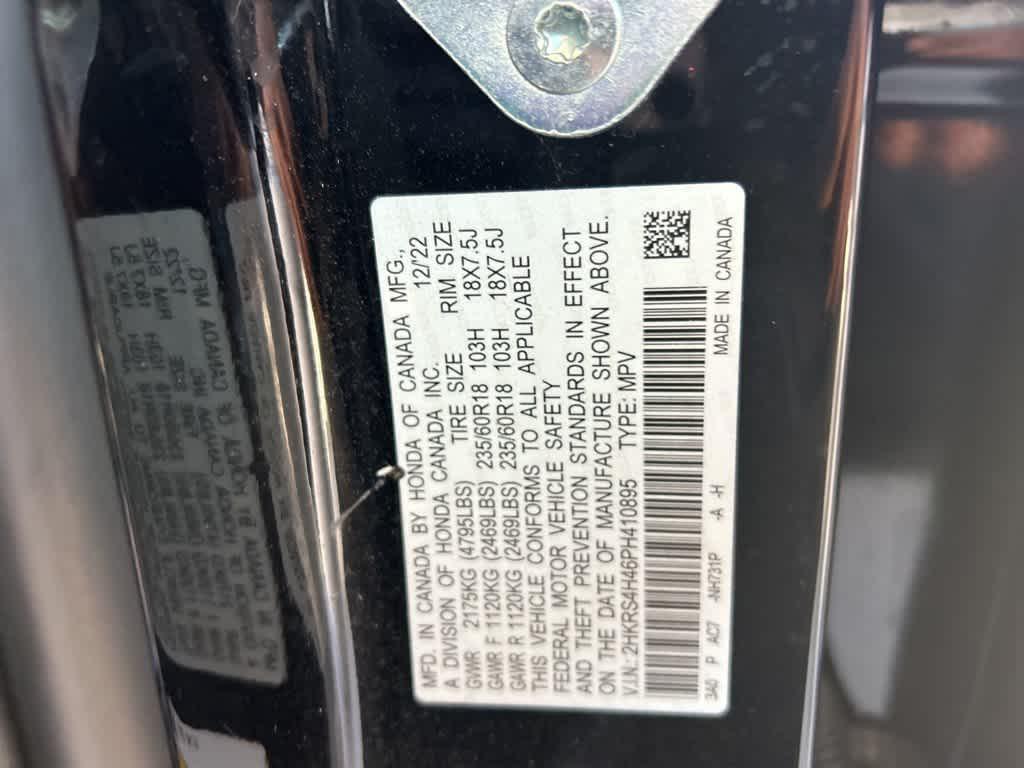 MFD. IN CANADA BY HONDA OF CANADA MFG.,
A DIVISION OF HONDA CANADA INC. 12/22
GWR 2175KG (4795LBS) TIRE SIZE RIM SIZE
GAWR F 1120KG (2469LBS) 235/60R18 103H 18X7.5J
GAWR R 1120KG (2469LBS) 235/60R18 103H 18X7.5J
THIS VEHICLE CONFORMS TO ALL APPLICABLE
FEDERAL MOTOR VEHICLE SAFETY
AND THEFT PREVENTION STANDARDS IN EFFECT
ON THE DATE OF MANUFACTURE SHOWN ABOVE.
V.I.N.: 2HKRS4H46PH410895 TYPE: MPV
3A0 P AC7 -NH731P -A -H MADE IN CANADA